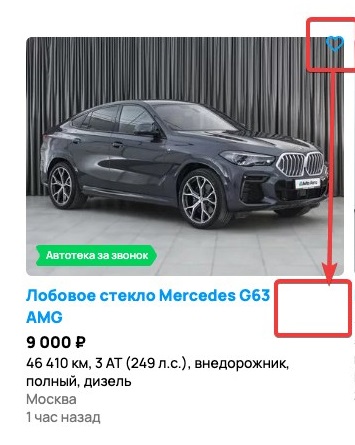 Автотека за звонок
Лобовое стекло Mercedes G63
AMG
9 000 ₽
46 410 км, 3 AT (249 л.с.), внедорожник,
полный, дизель
Москва
1 час назад